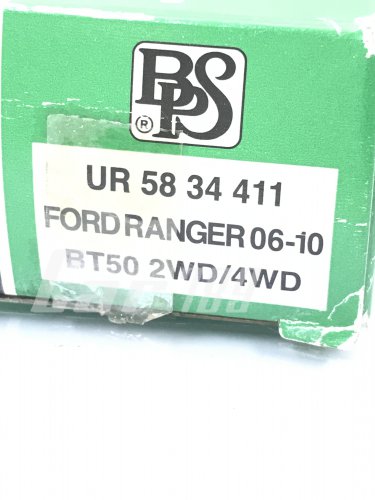 BPS
®
UR 58 34 411
FORD RANGER 06-10
BT50 2WD/4WD